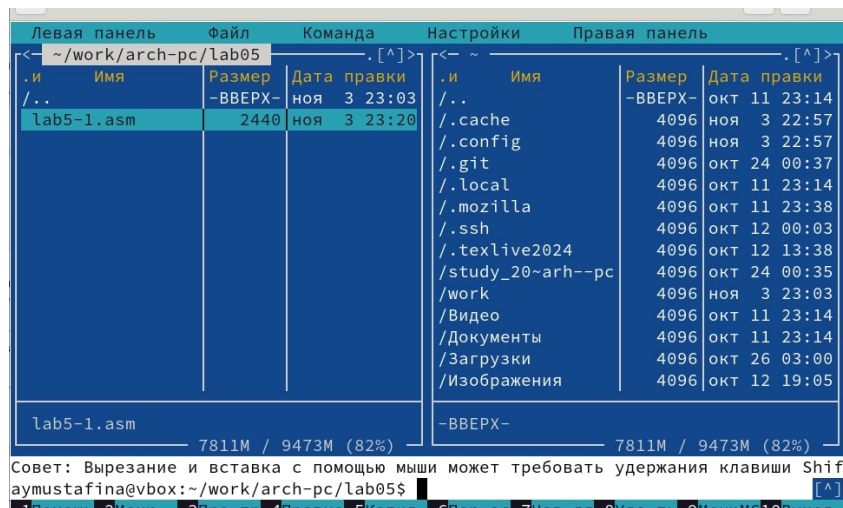 Левая панель Файл Команда Настройки Правая панель
<— ~/work/arch-pc/lab05 .[^]> <— ~ .[^]>
.и Имя Размер Дата правки .и Имя Размер Дата правки
/.. -ВВЕРХ- ноя 3 23:03 /.. -ВВЕРХ- окт 11 23:14
lab5-1.asm 2440 ноя 3 23:20 /.cache 4096 ноя 3 22:57
/.config 4096 ноя 3 22:57
/.git 4096 окт 24 00:37
/.local 4096 окт 11 23:14
/.mozilla 4096 окт 11 23:38
/.ssh 4096 окт 12 00:03
/.texlive2024 4096 окт 12 13:38
/study_20~arh--pc 4096 окт 24 00:35
/work 4096 ноя 3 23:03
/Видео 4096 окт 11 23:14
/Документы 4096 окт 11 23:14
/Загрузки 4096 окт 26 03:00
/Изображения 4096 окт 12 19:05
lab5-1.asm -ВВЕРХ-
7811M / 9473M (82%) 7811M / 9473M (82%)
Совет: Вырезание и вставка с помощью мыши может требовать удержания клавиши Shif
aymustafina@vbox:~/work/arch-pc/lab05$ [^]